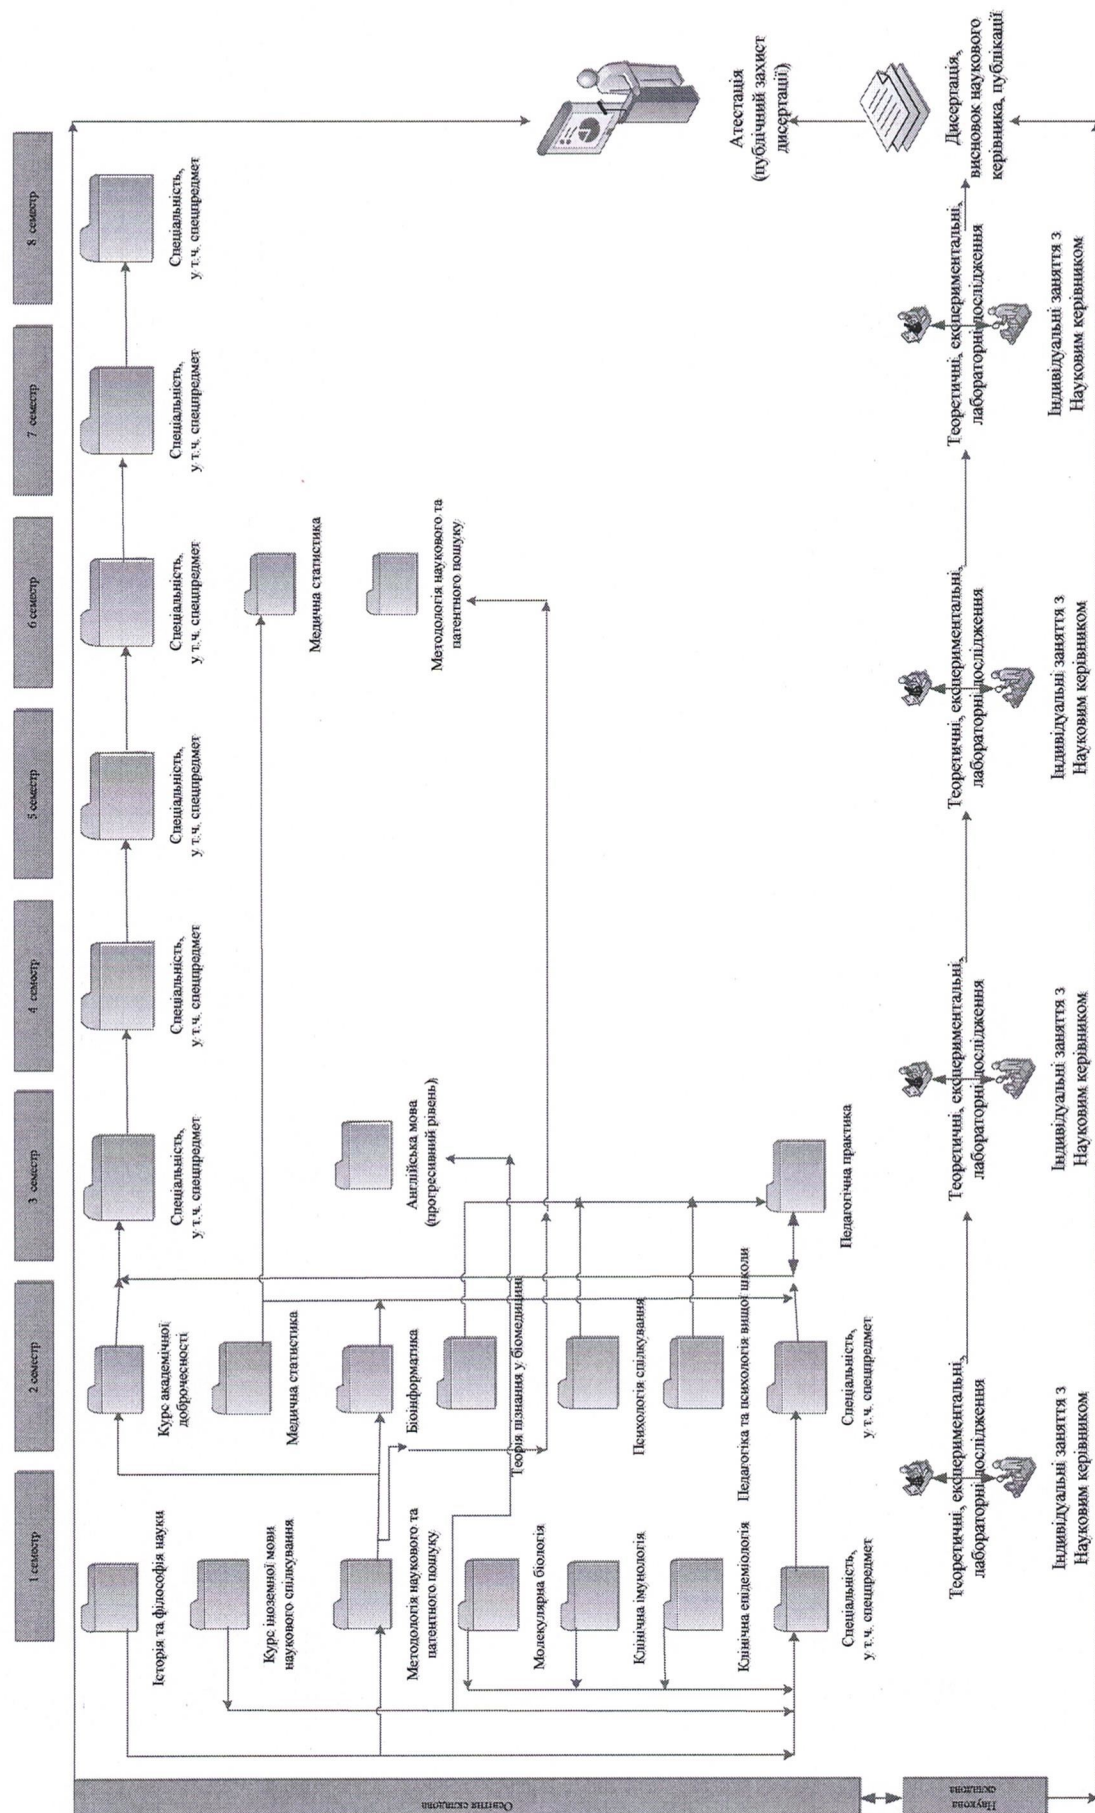 1 семестр
2 семестр
3 семестр
4 семестр
5 семестр
6 семестр
7 семестр
8 семестр
Освітня складова
Історія та філософія науки
Курс іноземної мови
наукового спілкування
Методологія наукового та
патентного пошуку
Молекулярна біологія
Клінічна імунологія
Клінічна епідеміологія
Спеціальність,
у т.ч. спецпредмет
Курс академічної
доброчесності
Медична статистика
Біоінформатика
Теорія пізнання у біомедицині
Психологія спілкування
Педагогіка та психологія вищої школи
Спеціальність,
у т.ч. спецпредмет
Спеціальність,
у т.ч. спецпредмет
Англійська мова
(прогресивний рівень)
Педагогічна практика
Спеціальність,
у т.ч. спецпредмет
Спеціальність,
у т.ч. спецпредмет
Спеціальність,
у т.ч. спецпредмет
Медична статистика
Методологія наукового та
патентного пошуку
Спеціальність,
у т.ч. спецпредмет
Спеціальність,
у т.ч. спецпредмет
Атестація
(публічний захист
дисертації)
Наукова
складова
Теоретичні, експериментальні,
лабораторні дослідження
Індивідуальні заняття з
Науковим керівником
Теоретичні, експериментальні,
лабораторні дослідження
Індивідуальні заняття з
Науковим керівником
Теоретичні, експериментальні,
лабораторні дослідження
Індивідуальні заняття з
Науковим керівником
Теоретичні, експериментальні,
лабораторні дослідження
Індивідуальні заняття з
Науковим керівником
Дисертація,
висновок наукового
керівника, публікації